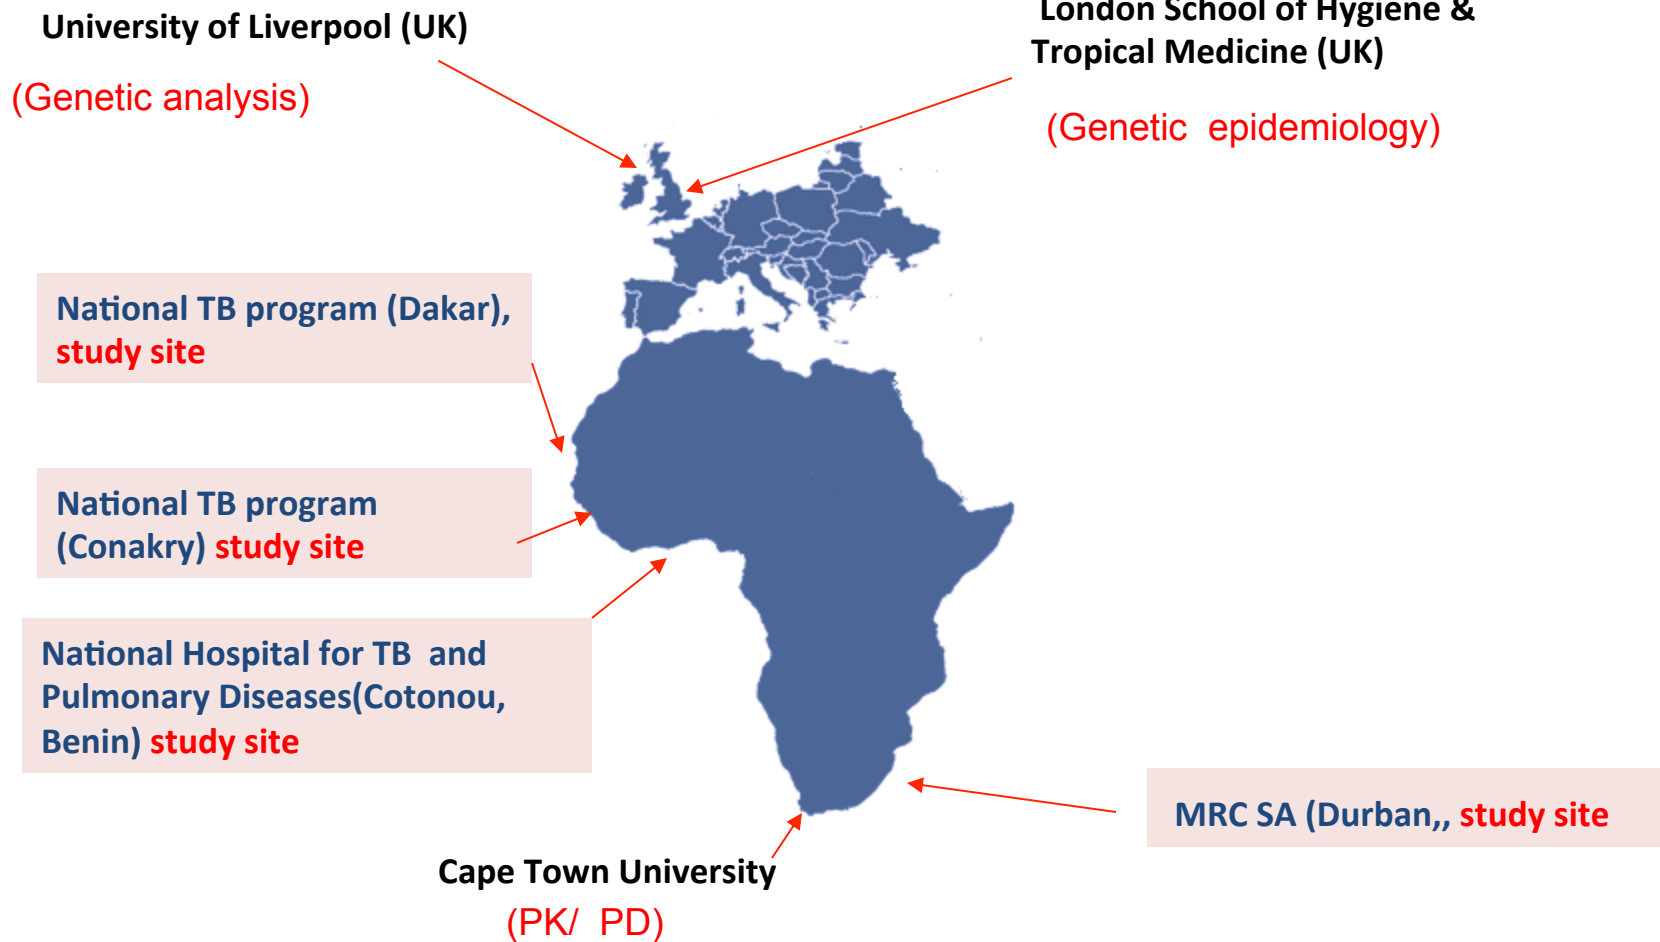 University of Liverpool (UK)
(Genetic analysis)
London School of Hygiene &
Tropical Medicine (UK)
(Genetic epidemiology)
National TB program (Dakar),
study site
National TB program
(Conakry) study site
National Hospital for TB and
Pulmonary Diseases(Cotonou,
Benin) study site
MRC SA (Durban,, study site
Cape Town University
(PK/ PD)